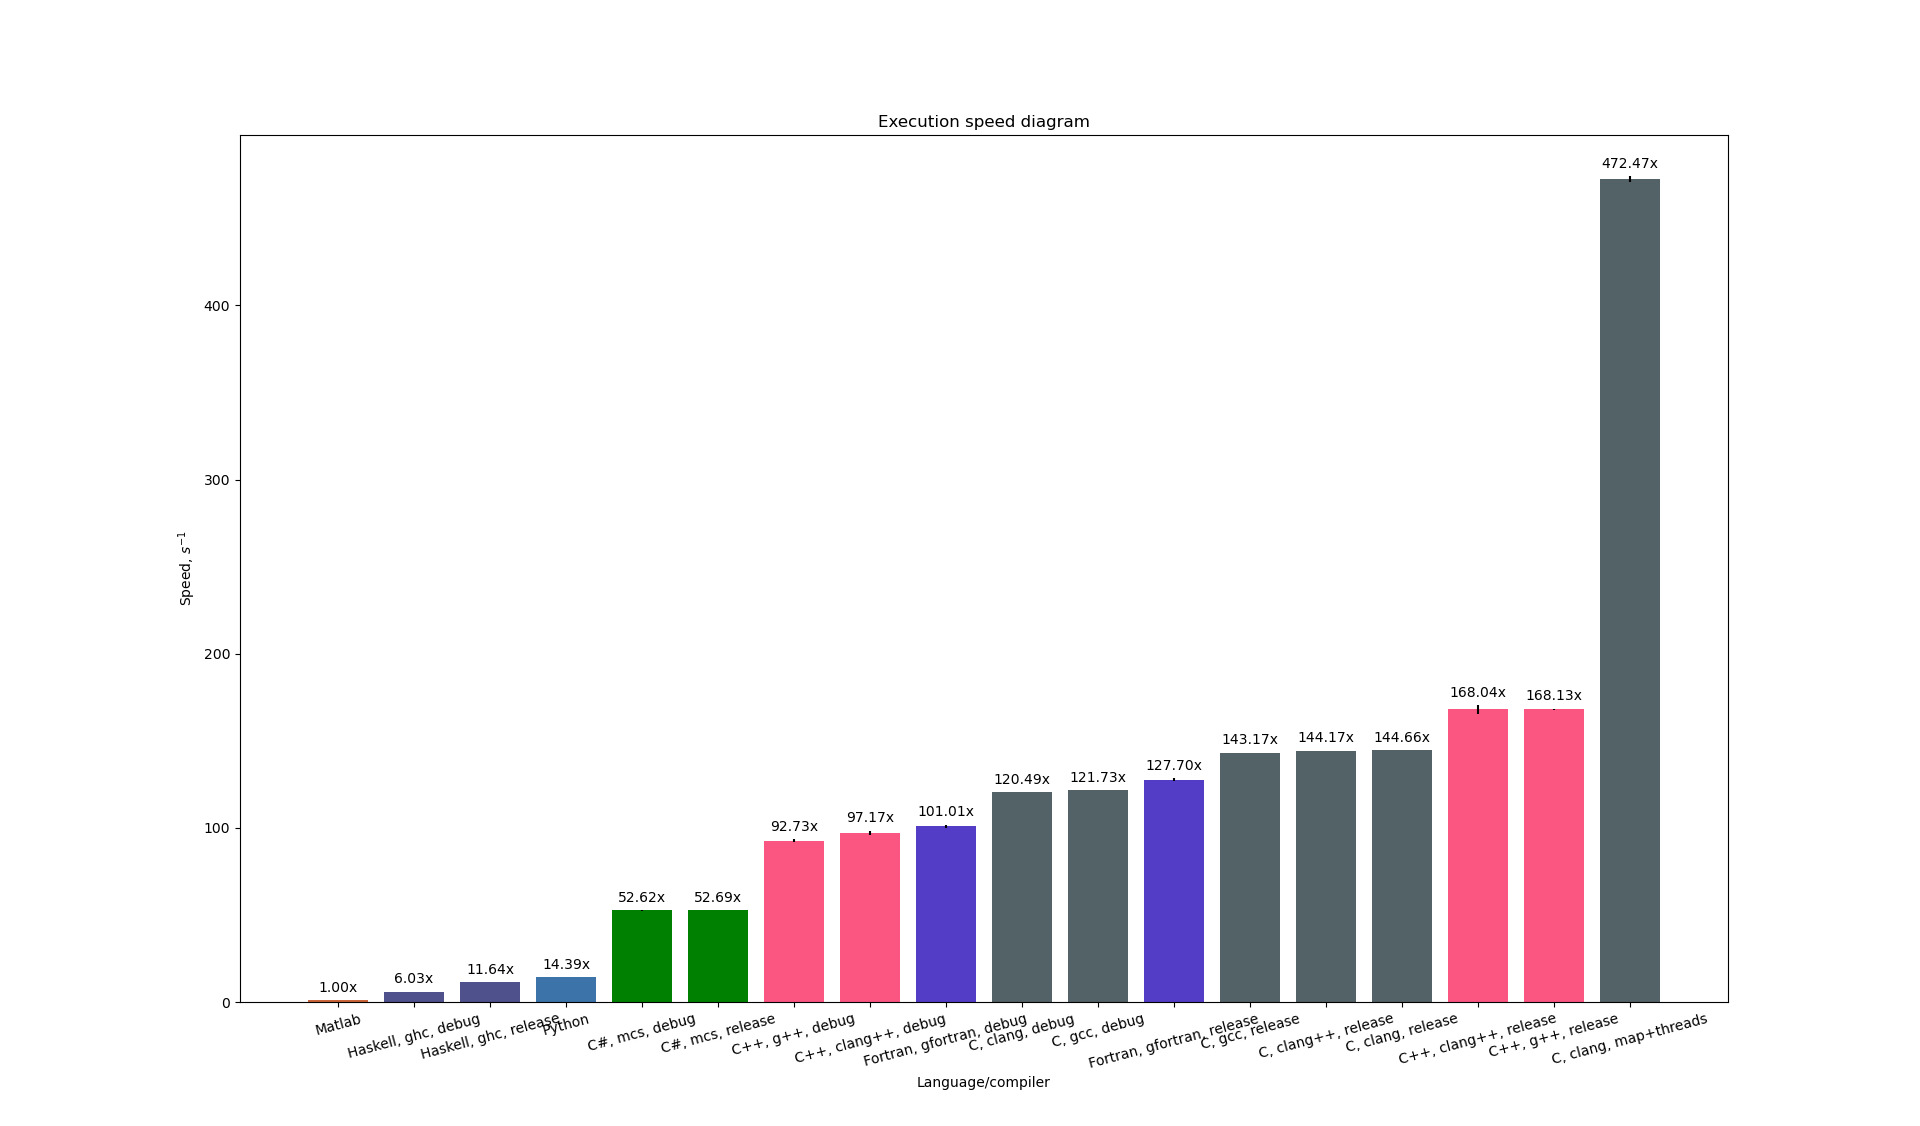 Execution speed diagram
472.47x
400
300
Speed, s⁻¹
200
168.04x
168.13x
143.17x
144.17x
144.66x
127.70x
120.49x
121.73x
101.01x
97.17x
92.73x
100
52.62x
52.69x
14.39x
11.64x
6.03x
1.00x
0
Matlab
Haskell, ghc, debug
Haskell, ghc, release
Python
C#, mcs, debug
C#, mcs, release
C++, g++, debug
C++, clang++, debug
Fortran, gfortran, debug
C, clang, debug
C, gcc, debug
Fortran, gfortran, release
C, gcc, release
C, clang++, release
C, clang, release
C++, clang++, release
C++, g++, release
C, clang, map+threads
Language/compiler